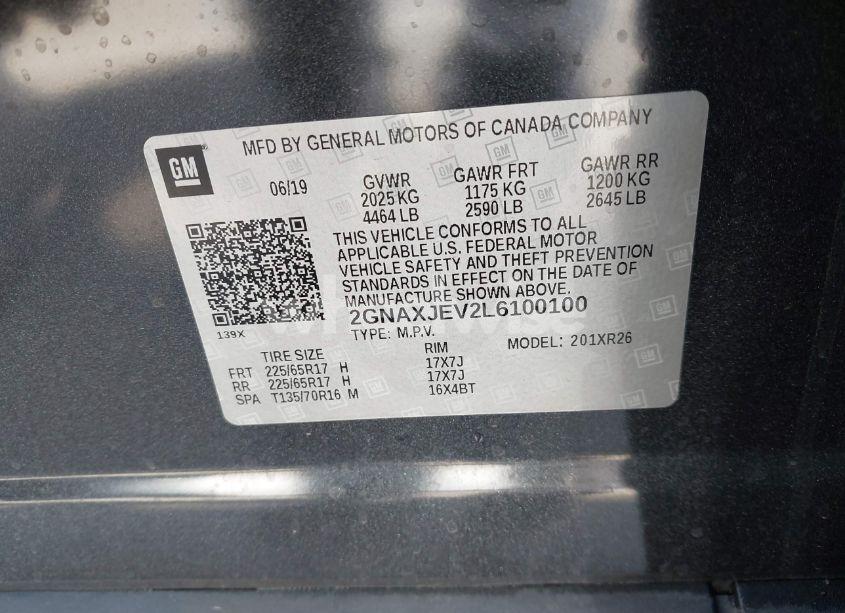 MFD BY GENERAL MOTORS OF CANADA COMPANY
GM
06/19 GVWR GAWR FRT GAWR RR
2025 KG 1175 KG 1200 KG
4464 LB 2590 LB 2645 LB
THIS VEHICLE CONFORMS TO ALL
APPLICABLE U.S. FEDERAL MOTOR
VEHICLE SAFETY AND THEFT PREVENTION
STANDARDS IN EFFECT ON THE DATE OF
MANUFACTURE SHOWN ABOVE.
2GNAXJEV2L6100100
139X
TYPE: M.P.V. MODEL: 201XR26
TIRE SIZE RIM
FRT 225/65R17 H 17X7J
RR 225/65R17 H 17X7J
SPA T135/70R16 M 16X4BT